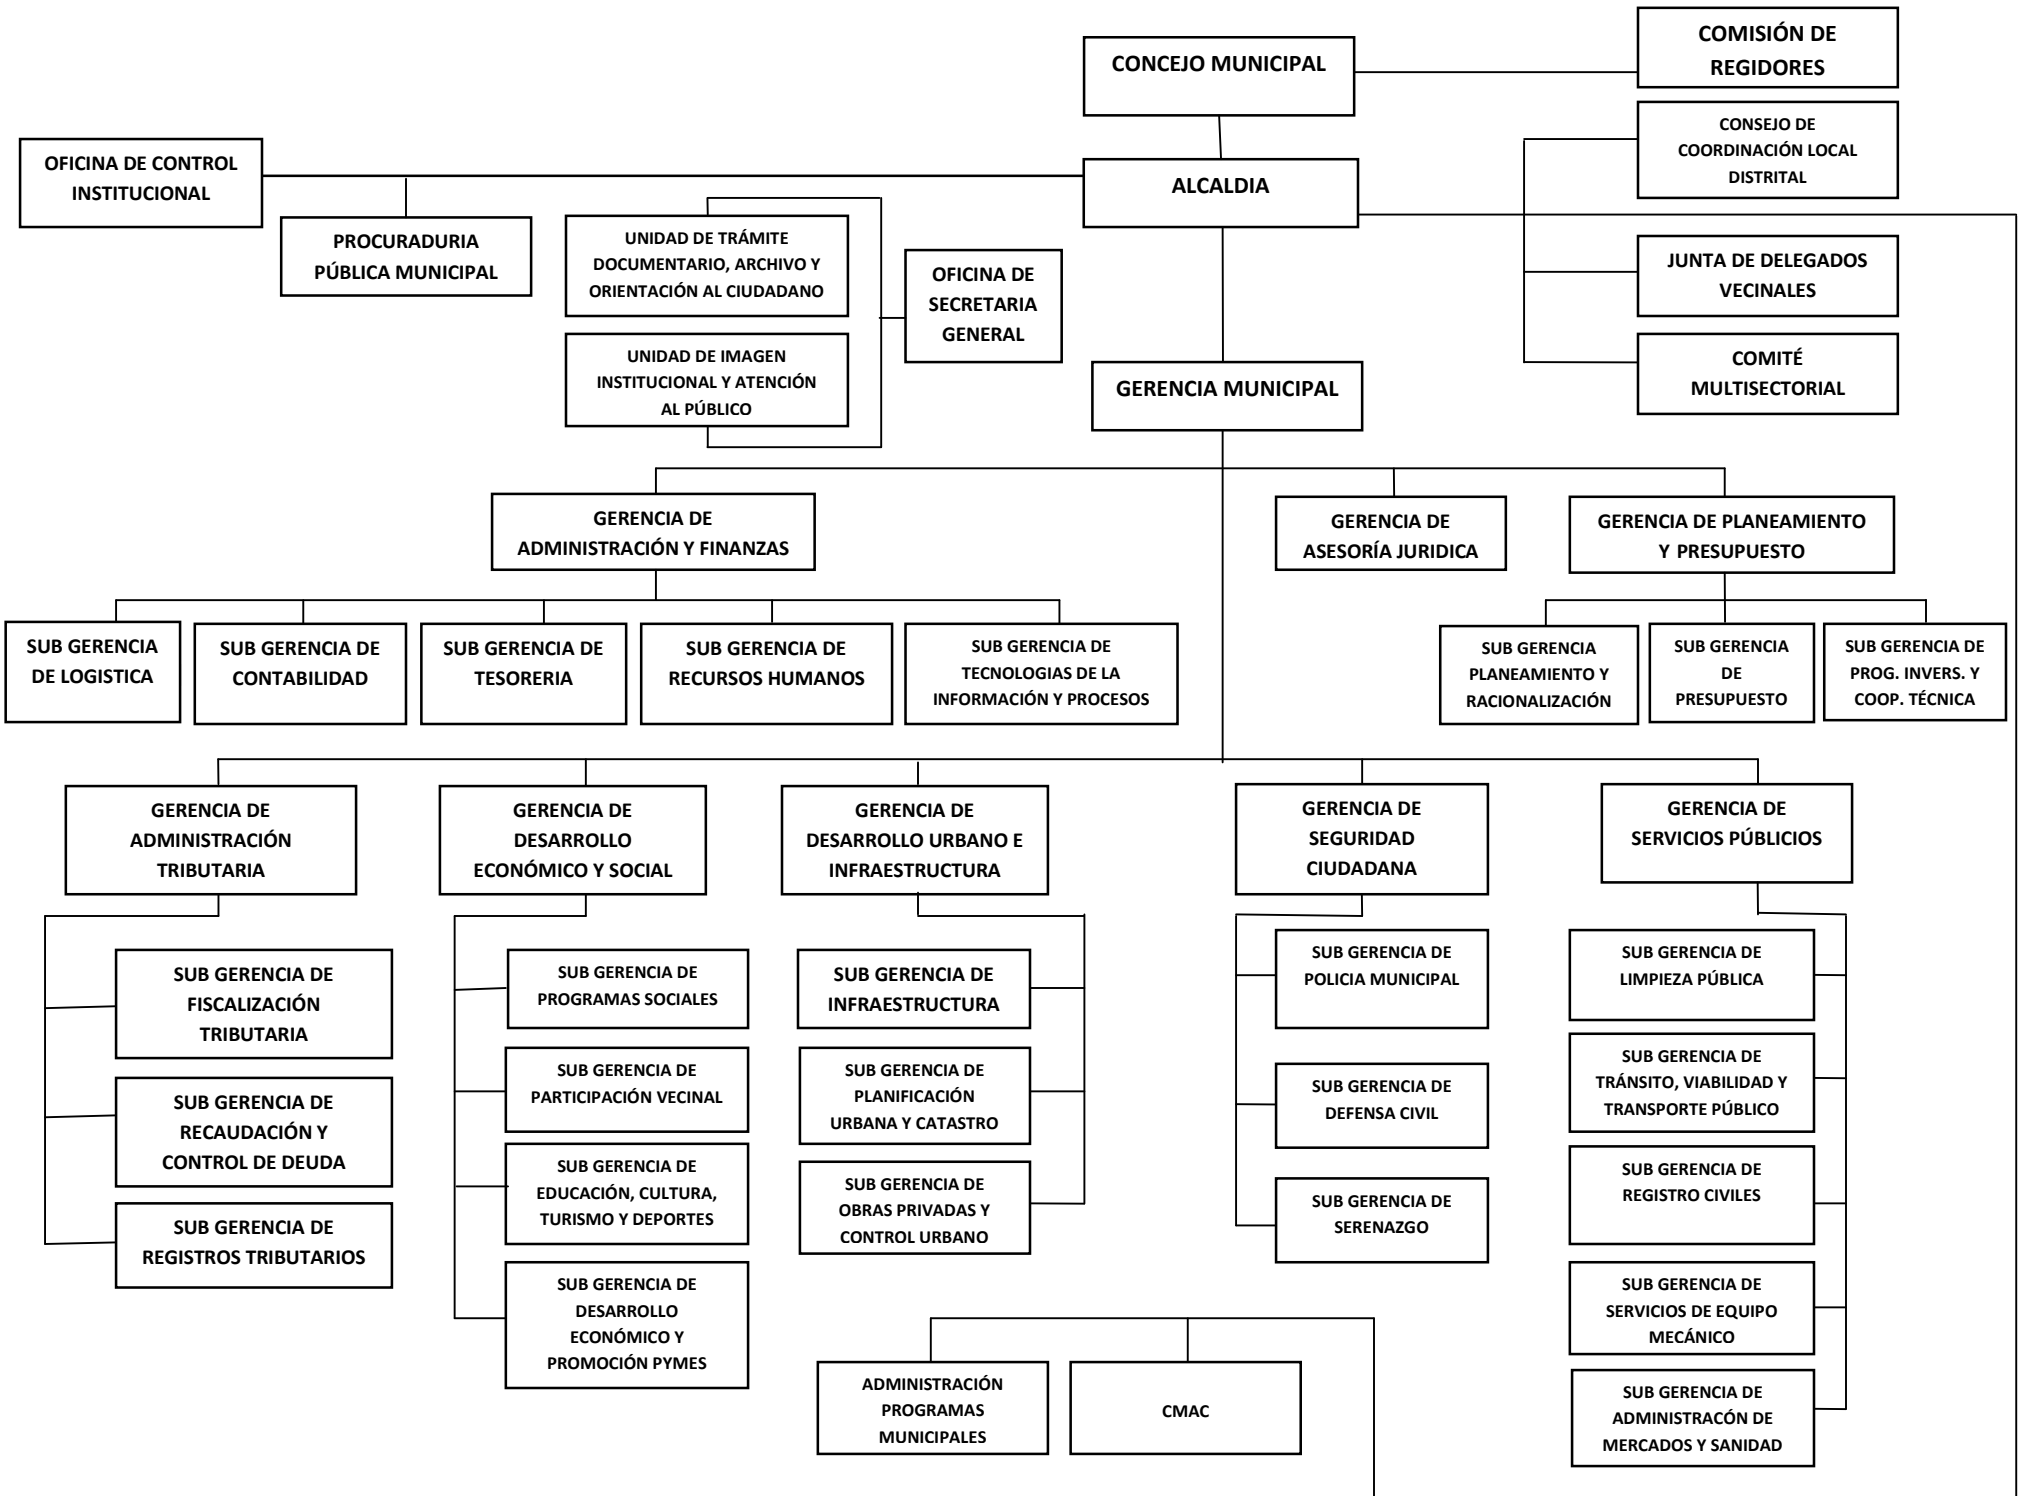 CONCEJO MUNICIPAL
COMISIÓN DE
REGIDORES
CONSEJO DE
COORDINACIÓN LOCAL
DISTRITAL
OFICINA DE CONTROL
INSTITUCIONAL
ALCALDIA
PROCURADURIA
PÚBLICA MUNICIPAL
UNIDAD DE TRÁMITE
DOCUMENTARIO, ARCHIVO Y
ORIENTACIÓN AL CIUDADANO
OFICINA DE
SECRETARIA
GENERAL
JUNTA DE DELEGADOS
VECINALES
UNIDAD DE IMAGEN
INSTITUCIONAL Y ATENCIÓN
AL PÚBLICO
GERENCIA MUNICIPAL
COMITÉ
MULTISECTORIAL
GERENCIA DE
ADMINISTRACIÓN Y FINANZAS
GERENCIA DE
ASESORÍA JURIDICA
GERENCIA DE PLANEAMIENTO
Y PRESUPUESTO
SUB GERENCIA
DE LOGISTICA
SUB GERENCIA DE
CONTABILIDAD
SUB GERENCIA DE
TESORERIA
SUB GERENCIA DE
RECURSOS HUMANOS
SUB GERENCIA DE
TECNOLOGIAS DE LA
INFORMACIÓN Y PROCESOS
SUB GERENCIA
PLANEAMIENTO Y
RACIONALIZACIÓN
SUB GERENCIA
DE
PRESUPUESTO
SUB GERENCIA DE
PROG. INVERS. Y
COOP. TÉCNICA
GERENCIA DE
ADMINISTRACIÓN
TRIBUTARIA
GERENCIA DE
DESARROLLO
ECONÓMICO Y SOCIAL
GERENCIA DE
DESARROLLO URBANO E
INFRAESTRUCTURA
GERENCIA DE
SEGURIDAD
CIUDADANA
GERENCIA DE
SERVICIOS PÚBLICIOS
SUB GERENCIA DE
FISCALIZACIÓN
TRIBUTARIA
SUB GERENCIA DE
RECAUDACIÓN Y
CONTROL DE DEUDA
SUB GERENCIA DE
REGISTROS TRIBUTARIOS
SUB GERENCIA DE
PROGRAMAS SOCIALES
SUB GERENCIA DE
PARTICIPACIÓN VECINAL
SUB GERENCIA DE
EDUCACIÓN, CULTURA,
TURISMO Y DEPORTES
SUB GERENCIA DE
DESARROLLO
ECONÓMICO Y
PROMOCIÓN PYMES
SUB GERENCIA DE
INFRAESTRUCTURA
SUB GERENCIA DE
PLANIFICACIÓN
URBANA Y CATASTRO
SUB GERENCIA DE
OBRAS PRIVADAS Y
CONTROL URBANO
SUB GERENCIA DE
POLICIA MUNICIPAL
SUB GERENCIA DE
DEFENSA CIVIL
SUB GERENCIA DE
SERENAZGO
SUB GERENCIA DE
LIMPIEZA PÚBLICA
SUB GERENCIA DE
TRÁNSITO, VIABILIDAD Y
TRANSPORTE PÚBLICO
SUB GERENCIA DE
REGISTRO CIVILES
SUB GERENCIA DE
SERVICIOS DE EQUIPO
MECÁNICO
SUB GERENCIA DE
ADMINISTRACÓN DE
MERCADOS Y SANIDAD
ADMINISTRACIÓN
PROGRAMAS
MUNICIPALES
CMAC